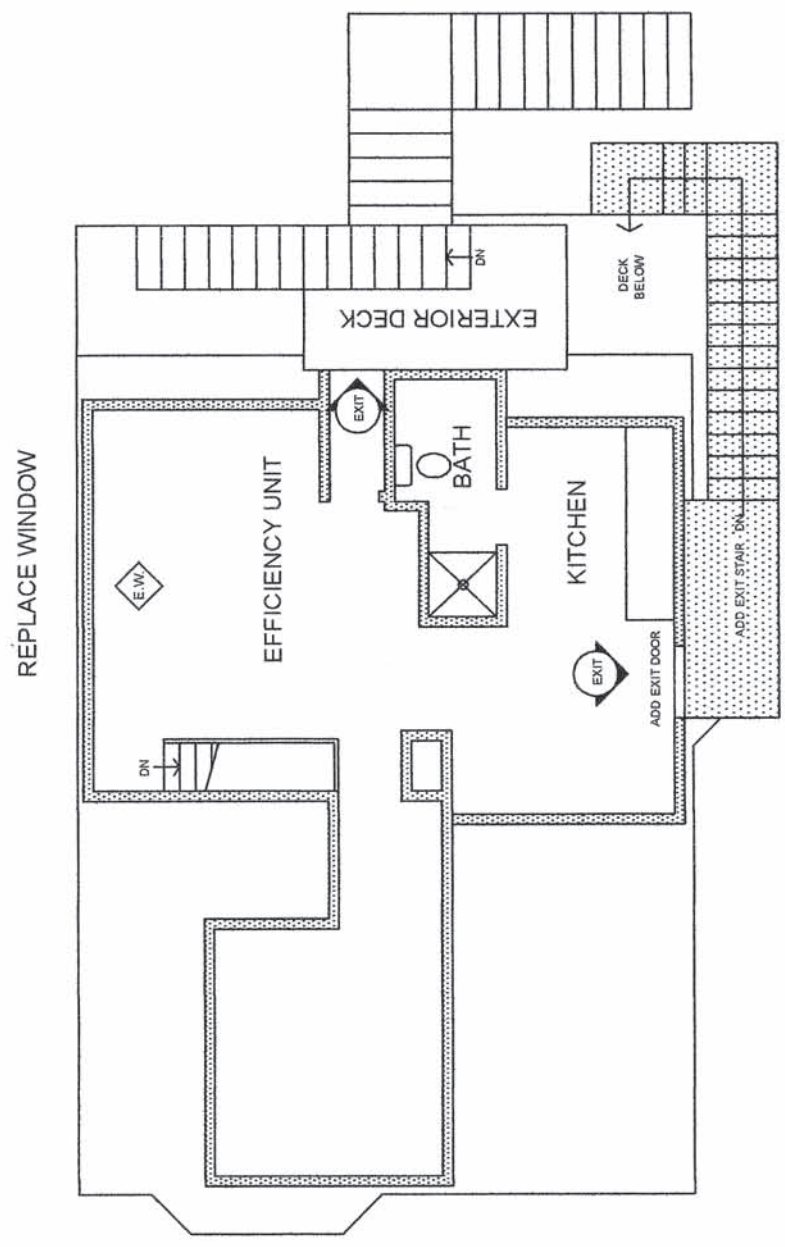 REPLACE WINDOW
E.W.
EFFICIENCY UNIT
DN
EXIT
EXTERIOR DECK
DN
BATH
KITCHEN
EXIT
ADD EXIT DOOR
DECK
BELOW
ADD EXIT STAIR
DN